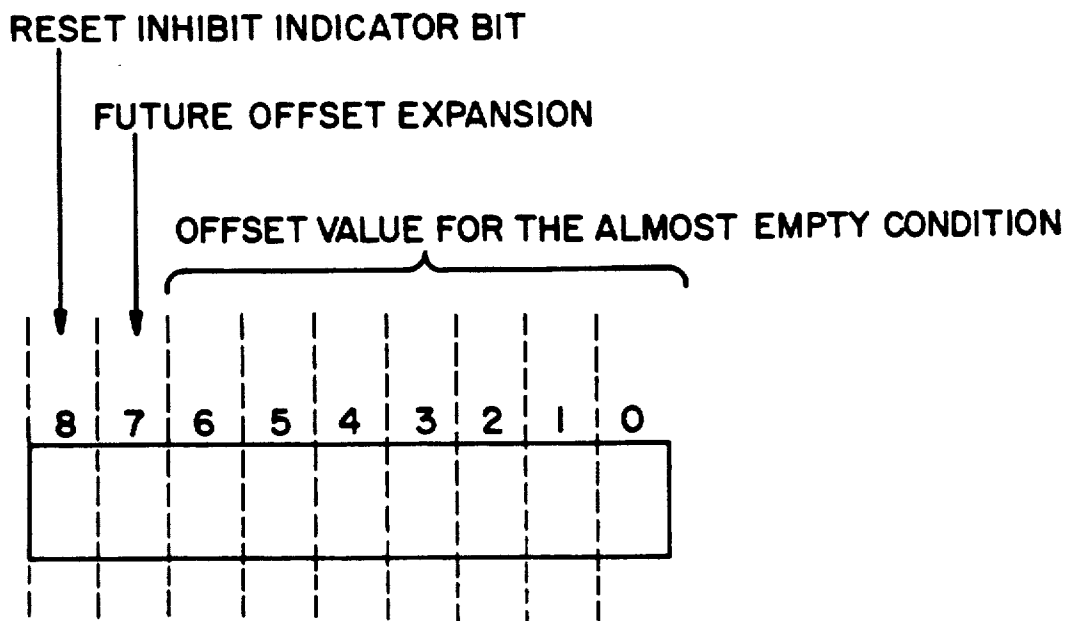 RESET INHIBIT INDICATOR BIT
FUTURE OFFSET EXPANSION
OFFSET VALUE FOR THE ALMOST EMPTY CONDITION
8 7 6 5 4 3 2 1 0